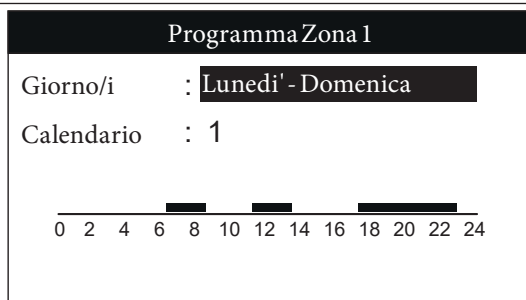 Programma Zona 1
Giorno/i : Lunedi' - Domenica
Calendario : 1
0 2 4 6 8 10 12 14 16 18 20 22 24